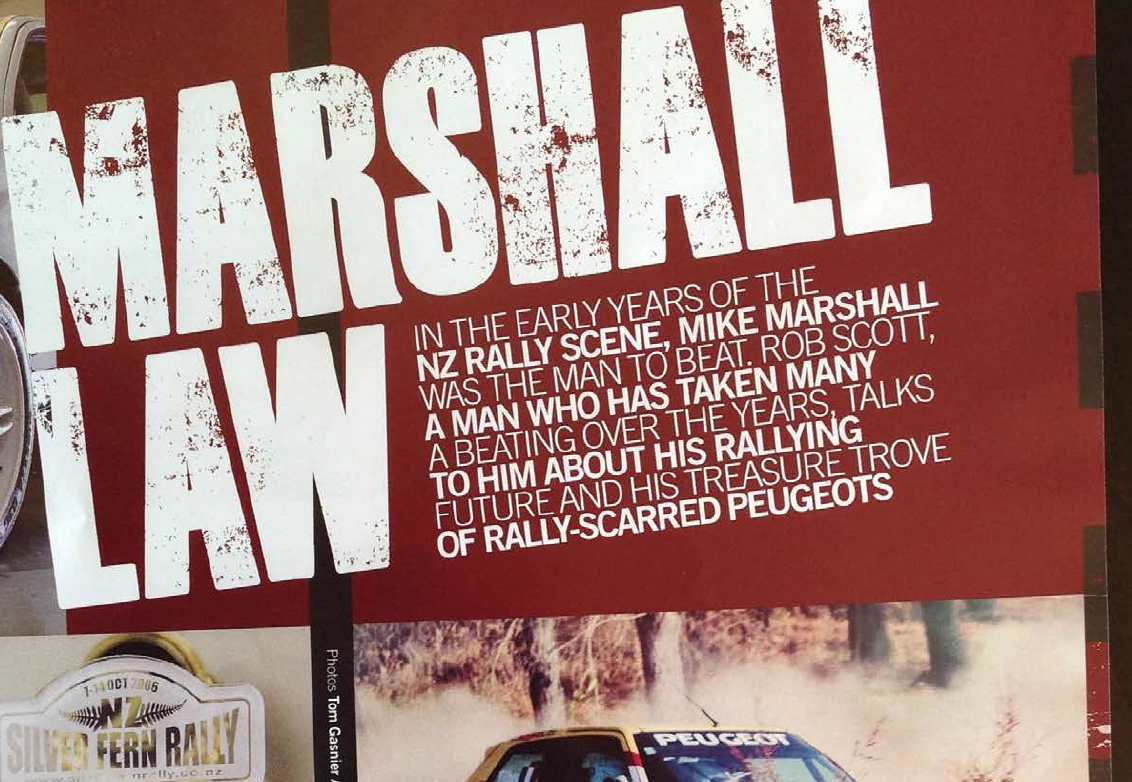 MARSHALL
LAW
IN THE EARLY YEARS OF THE
NZ RALLY SCENE, MIKE MARSHALL
WAS THE MAN TO BEAT. ROB SCOTT,
A MAN WHO HAS TAKEN MANY
A BEATING OVER THE YEARS, TALKS
TO HIM ABOUT HIS RALLYING
FUTURE AND HIS TREASURE TROVE
OF RALLY-SCARRED PEUGEOTS
Photos Tom Gasnier
7-14 OCT 2006
NZ
SILVER FERN RALLY
PEUGEOT